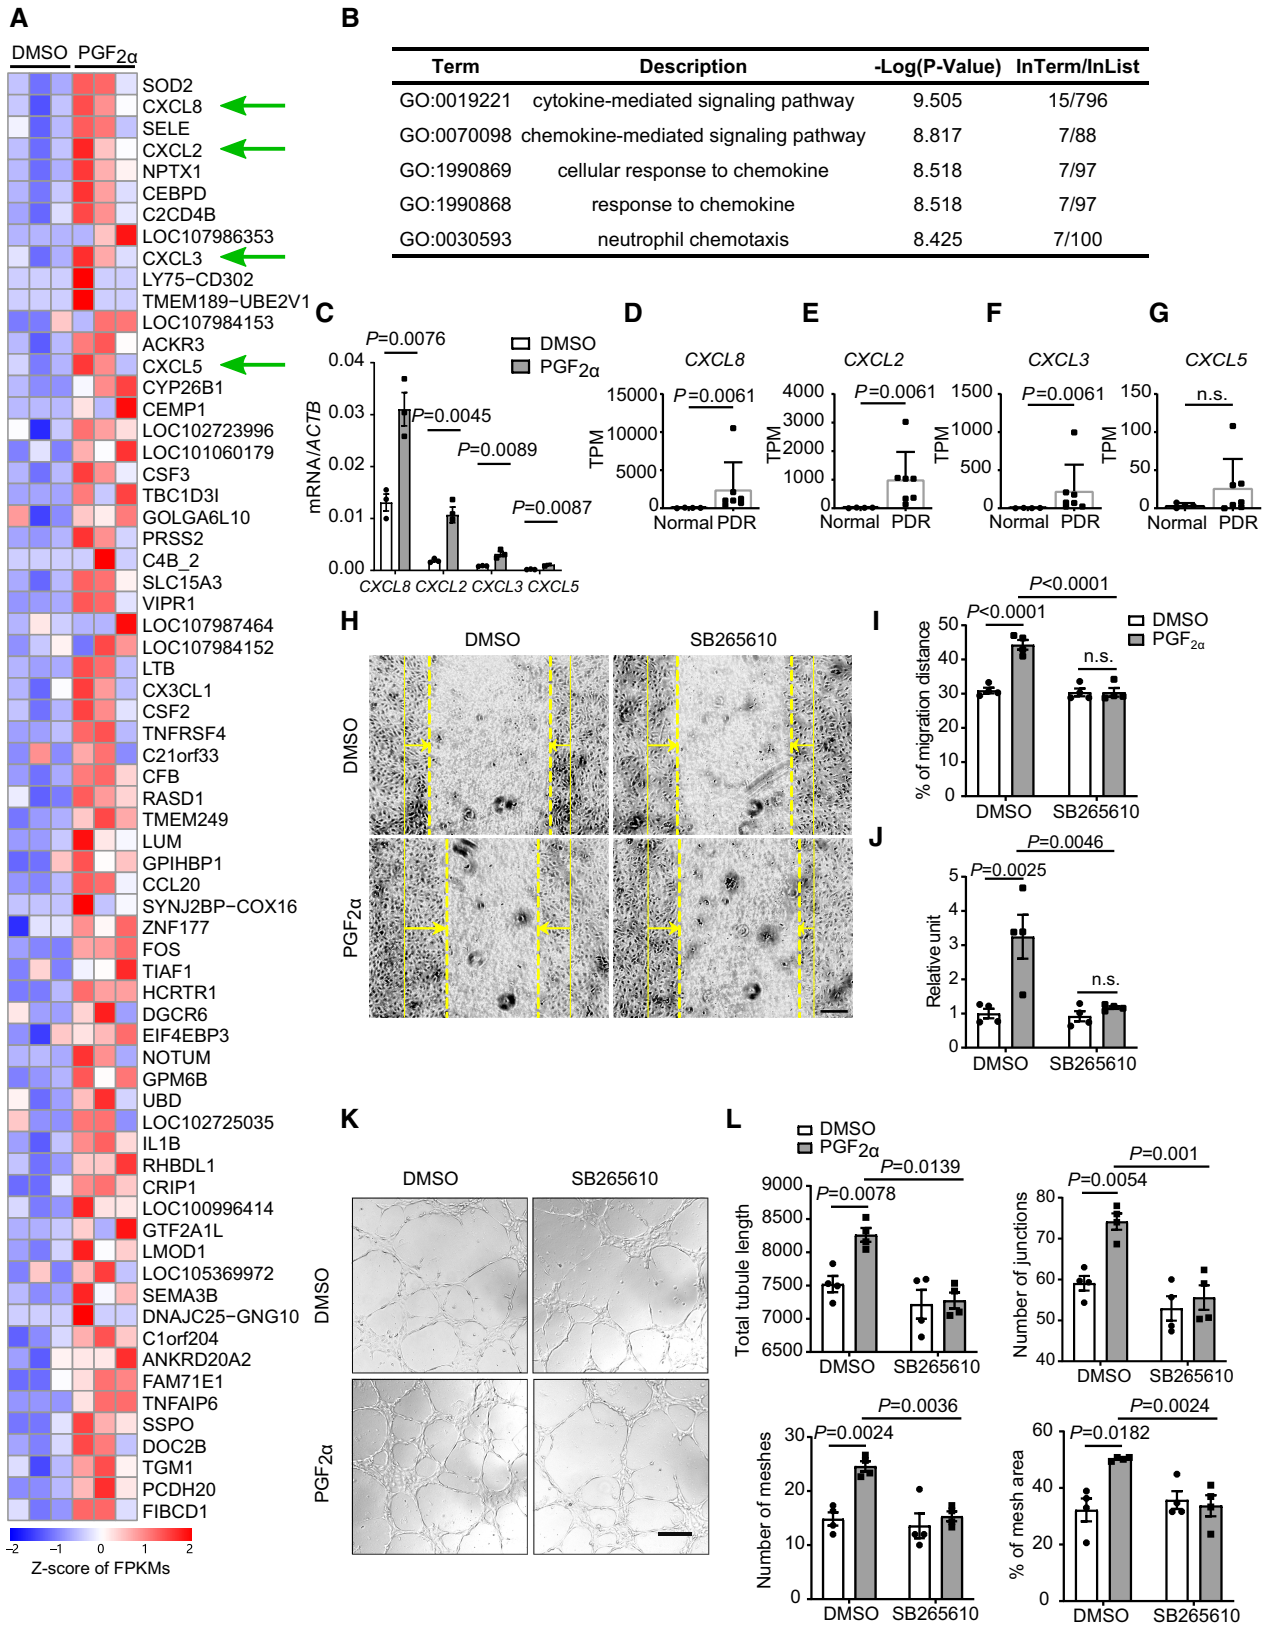 A
DMSO PGF2α
SOD2
CXCL8
SELE
CXCL2
NPTX1
CEBPD
C2CD4B
LOC107986353
CXCL3
LY75−CD302
TMEM189−UBE2V1
LOC107984153
ACKR3
CXCL5
CYP26B1
CEMP1
LOC102723996
LOC101060179
CSF3
TBC1D3I
GOLGA6L10
PRSS2
C4B_2
SLC15A3
VIPR1
LOC107987464
LOC107984152
LTB
CX3CL1
CSF2
TNFRSF4
C21orf33
CFB
RASD1
TMEM249
LUM
GPIHBP1
CCL20
SYNJ2BP−COX16
ZNF177
FOS
TIAF1
HCRTR1
DGCR6
EIF4EBP3
NOTUM
GPM6B
UBD
LOC102725035
IL1B
RHBDL1
CRIP1
LOC100996414
GTF2A1L
LMOD1
LOC105369972
SEMA3B
DNAJC25−GNG10
C1orf204
ANKRD20A2
FAM71E1
TNFAIP6
SSPO
DOC2B
TGM1
PCDH20
FIBCD1
−2 −1 0 1 2
Z-score of FPKMs
B
Term Description -Log(P-Value) InTerm/InList
GO:0019221 cytokine-mediated signaling pathway 9.505 15/796
GO:0070098 chemokine-mediated signaling pathway 8.817 7/88
GO:1990869 cellular response to chemokine 8.518 7/97
GO:1990868 response to chemokine 8.518 7/97
GO:0030593 neutrophil chemotaxis 8.425 7/100
C
DMSO
PGF2α
P=0.0076
P=0.0045
P=0.0089
P=0.0087
mRNA/ACTB
0.04
0.03
0.02
0.01
0.00
CXCL8 CXCL2 CXCL3 CXCL5
D
CXCL8
P=0.0061
TPM
15000
10000
5000
0
Normal PDR
E
CXCL2
P=0.0061
TPM
4000
3000
2000
1000
0
Normal PDR
F
CXCL3
P=0.0061
TPM
1500
1000
500
0
Normal PDR
G
CXCL5
n.s.
TPM
150
100
50
0
Normal PDR
H
DMSO SB265610
DMSO
PGF2α
I
P<0.0001
P<0.0001
n.s.
DMSO
PGF2α
% of migration distance
50
40
30
20
10
0
DMSO SB265610
J
P=0.0046
P=0.0025
n.s.
Relative unit
5
4
3
2
1
0
DMSO SB265610
K
DMSO SB265610
DMSO
PGF2α
L
DMSO
PGF2α
P=0.0139
P=0.0078
Total tubule length
9000
8500
8000
7500
7000
6500
DMSO SB265610
P=0.001
P=0.0054
Number of junctions
80
70
60
50
40
DMSO SB265610
P=0.0036
P=0.0024
Number of meshes
30
20
10
0
DMSO SB265610
P=0.0024
P=0.0182
% of mesh area
60
40
20
0
DMSO SB265610